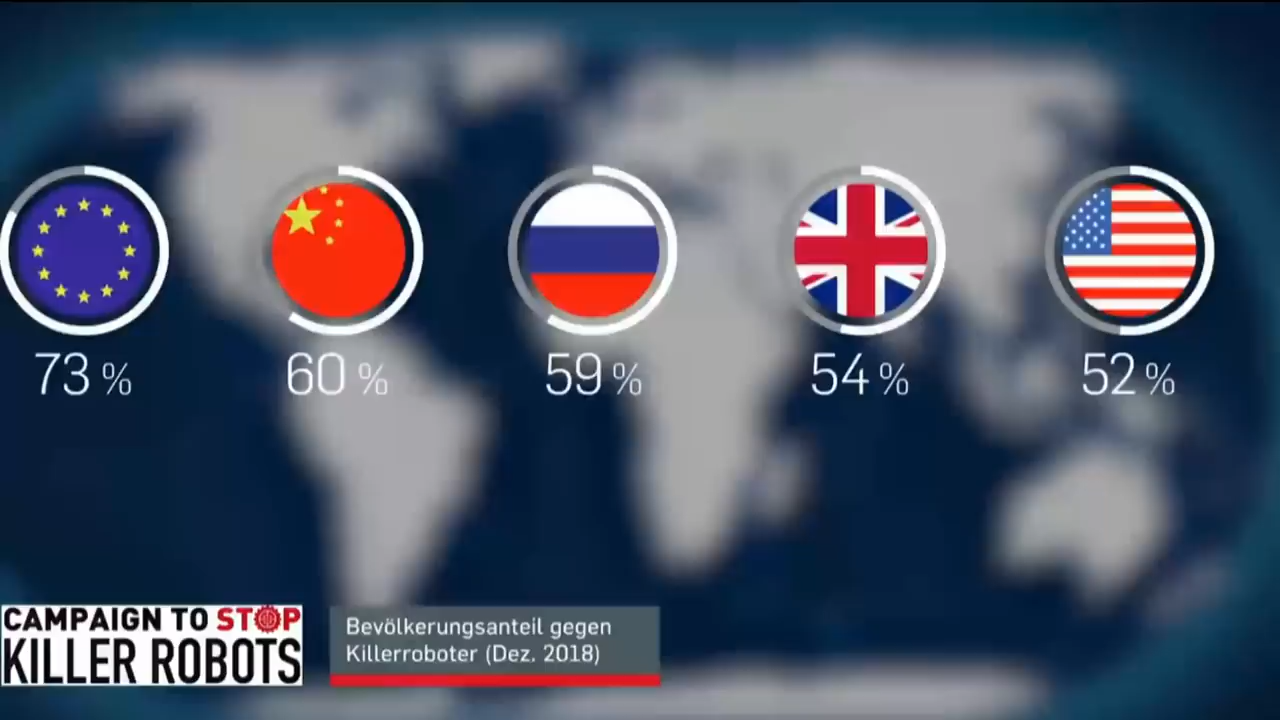 73 %
60 %
59 %
54 %
52 %
CAMPAIGN TO STOP
KILLER ROBOTS
Bevölkerungsanteil gegen
Killerroboter (Dez. 2018)